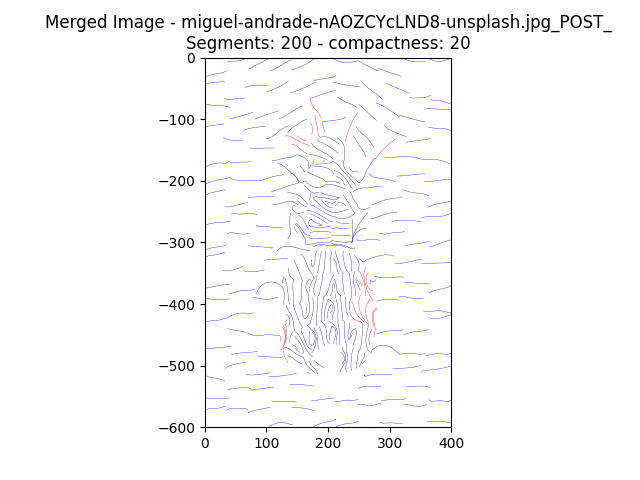 Merged Image - miguel-andrade-nAOZCYcLND8-unsplash.jpg_POST_
Segments: 200 - compactness: 20
0
−100
−200
−300
−400
−500
−600
0 100 200 300 400